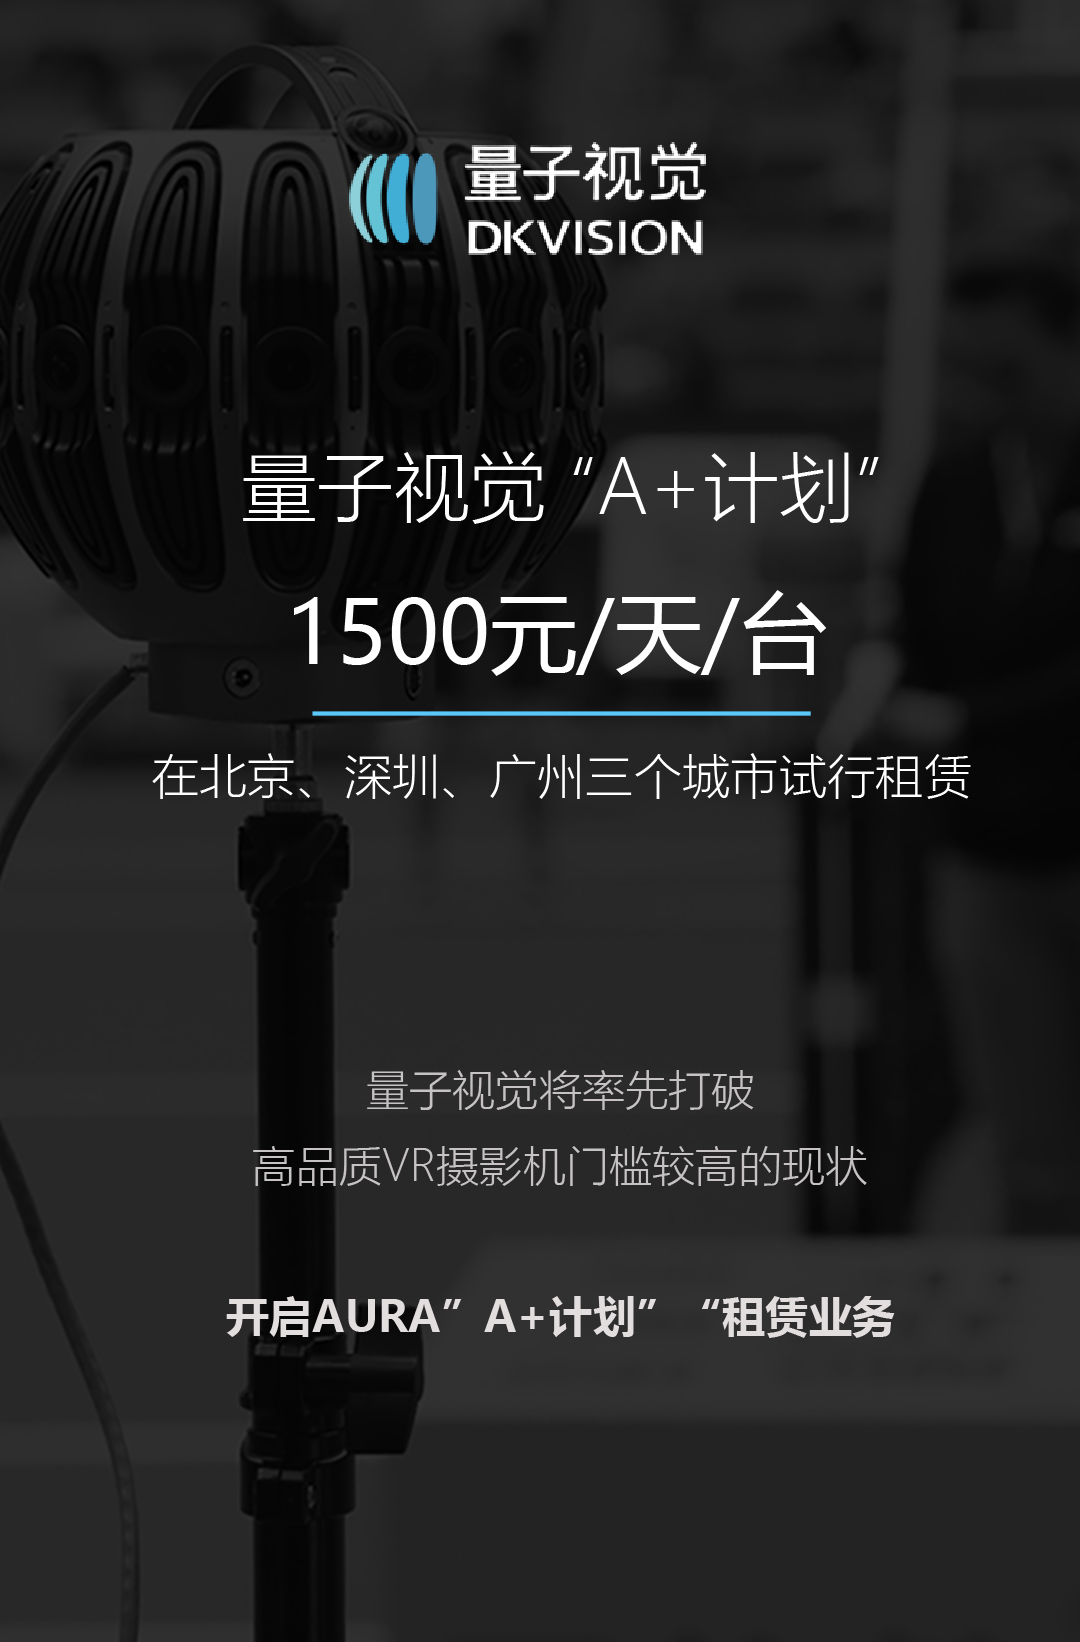 量子视觉
DKVISION
量子视觉“A+计划”
1500元/天/台
在北京、深圳、广州三个城市试行租赁
量子视觉将率先打破
高品质VR摄影机门槛较高的现状
开启AURA”A+计划”“租赁业务